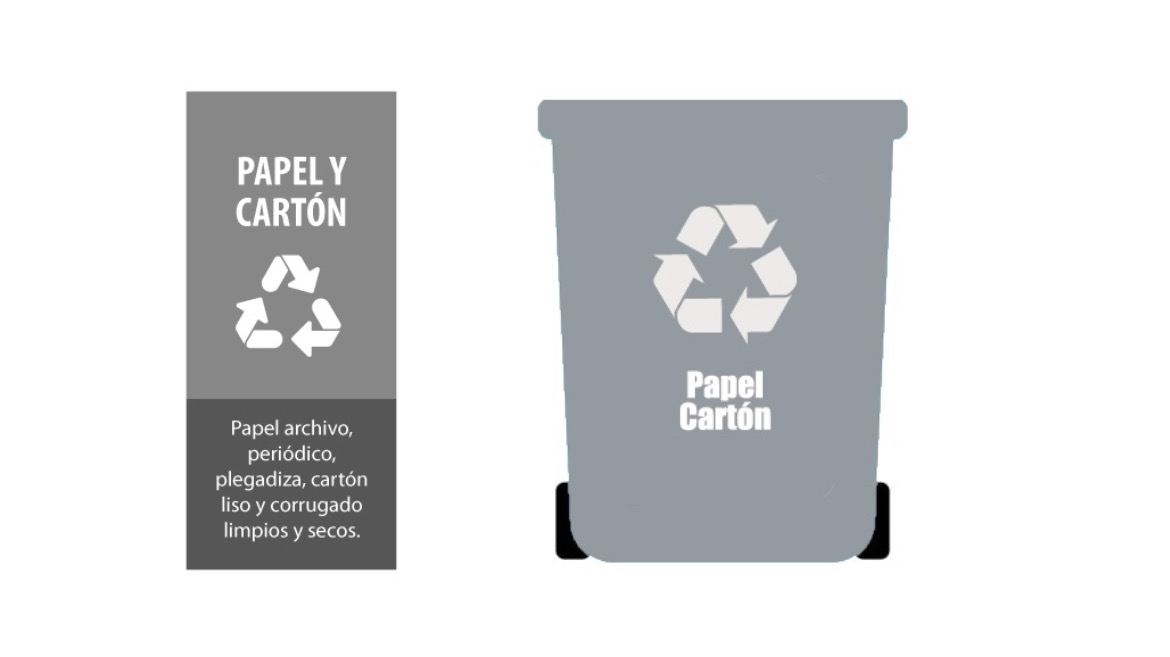 PAPEL Y
CARTÓN
Papel archivo,
periódico,
plegadiza, cartón
liso y corrugado
limpios y secos.
Papel
Cartón